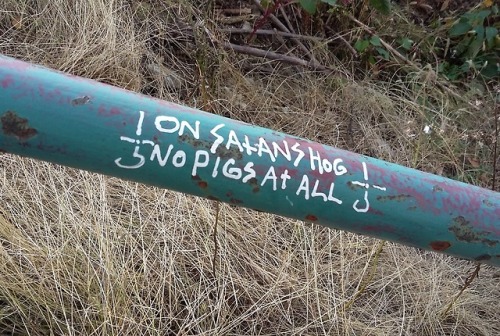 ! ON SATANS HOG !
NO PIGS At ALL